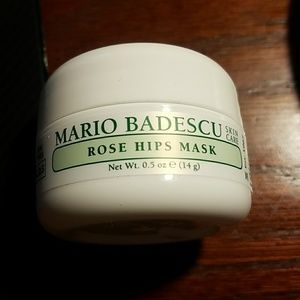 MARIO BADESCU SKIN CARE
ROSE HIPS MASK
Net Wt. 0.5 oz ℮ (14 g)